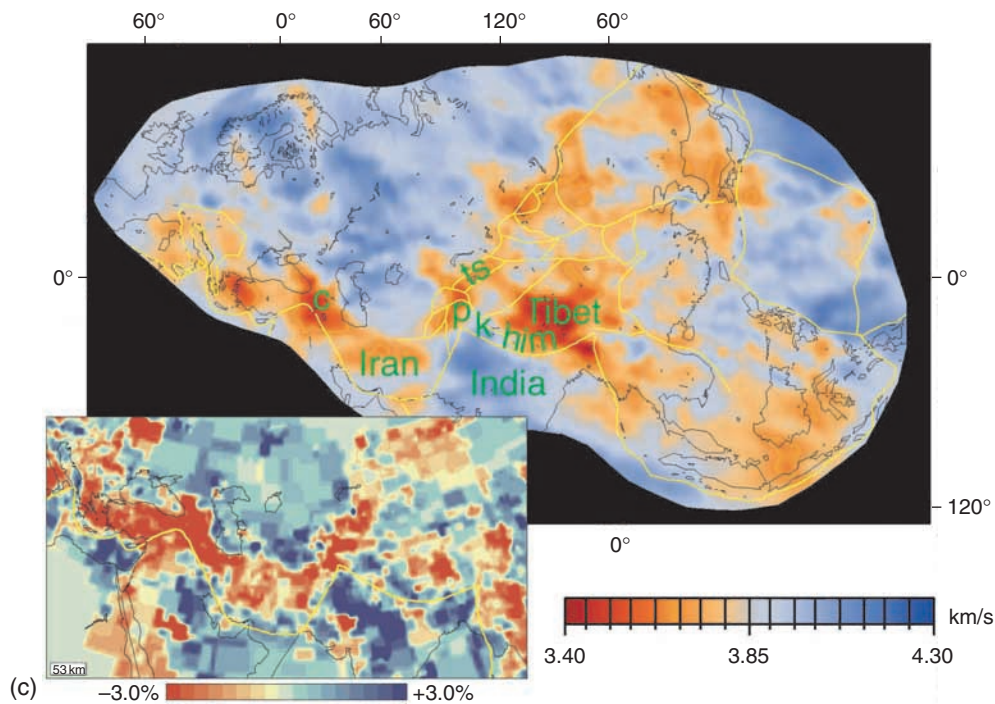 60° 0° 60° 120° 60°
0° 0°
ts
c
p
k
Tibet
him
Iran
India
120°
0°
km/s
3.40 3.85 4.30
53 km
(c)
–3.0% +3.0%